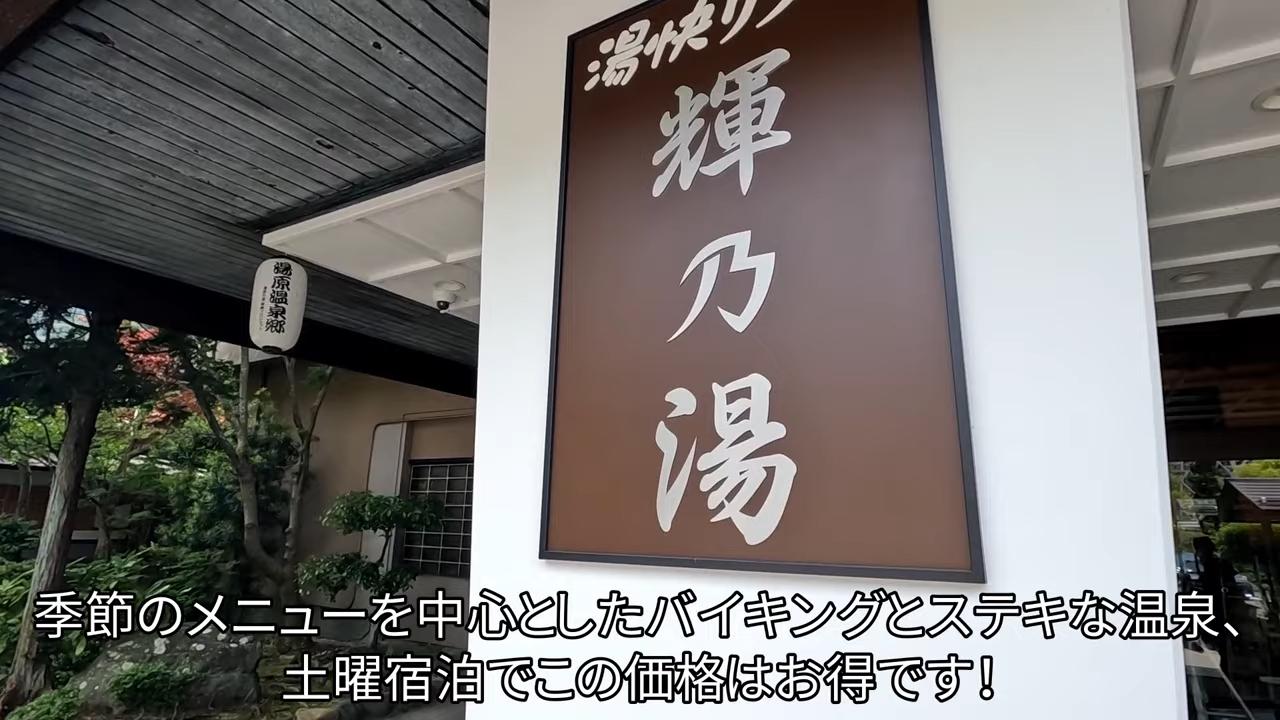 湯快リゾ
輝乃湯
湯原温泉郷
季節のメニューを中心としたバイキングとステキな温泉、
土曜宿泊でこの価格はお得です!